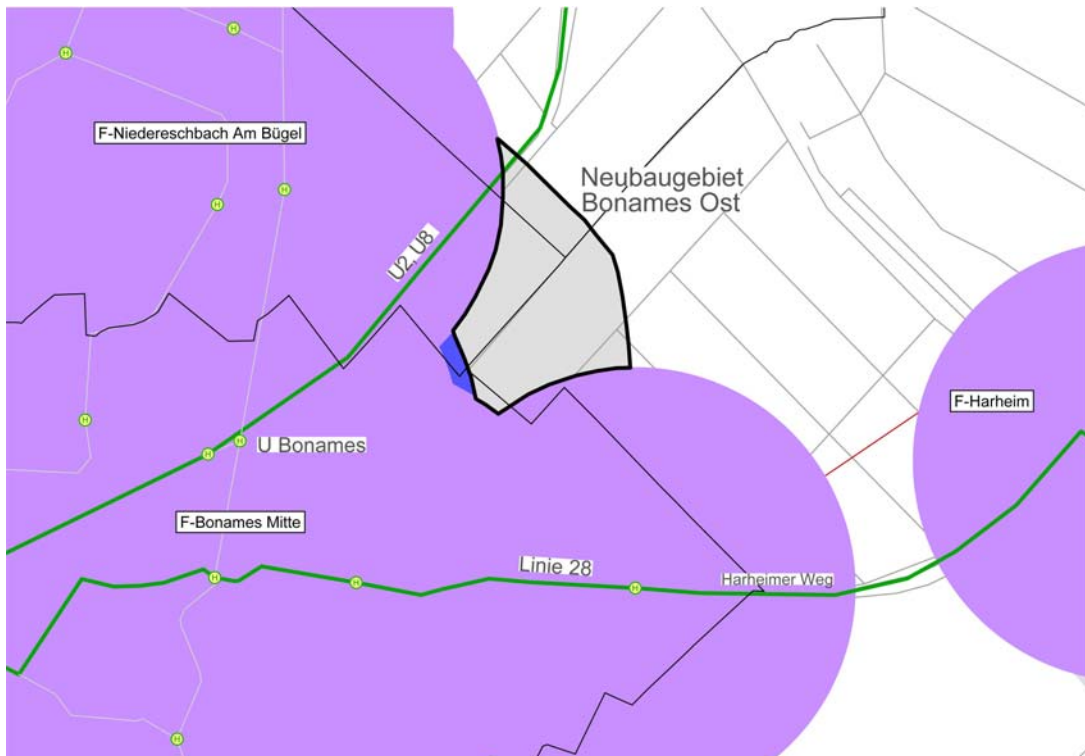 F-Niedereschbach Am Bügel
Neubaugebiet
Bonames Ost
U2, U8
F-Harheim
U Bonames
F-Bonames Mitte
Linie 28
Harheimer Weg
H
H
H
H
H
H
H
H
H
H
H